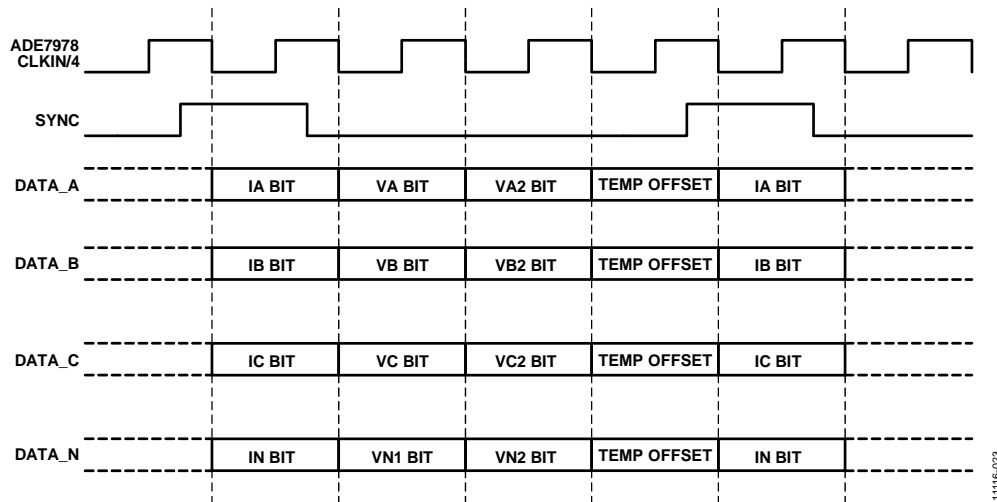 ADE7978
CLKIN/4
SYNC
DATA_A IA BIT VA BIT VA2 BIT TEMP OFFSET IA BIT
DATA_B IB BIT VB BIT VB2 BIT TEMP OFFSET IB BIT
DATA_C IC BIT VC BIT VC2 BIT TEMP OFFSET IC BIT
DATA_N IN BIT VN1 BIT VN2 BIT TEMP OFFSET IN BIT
11116-023